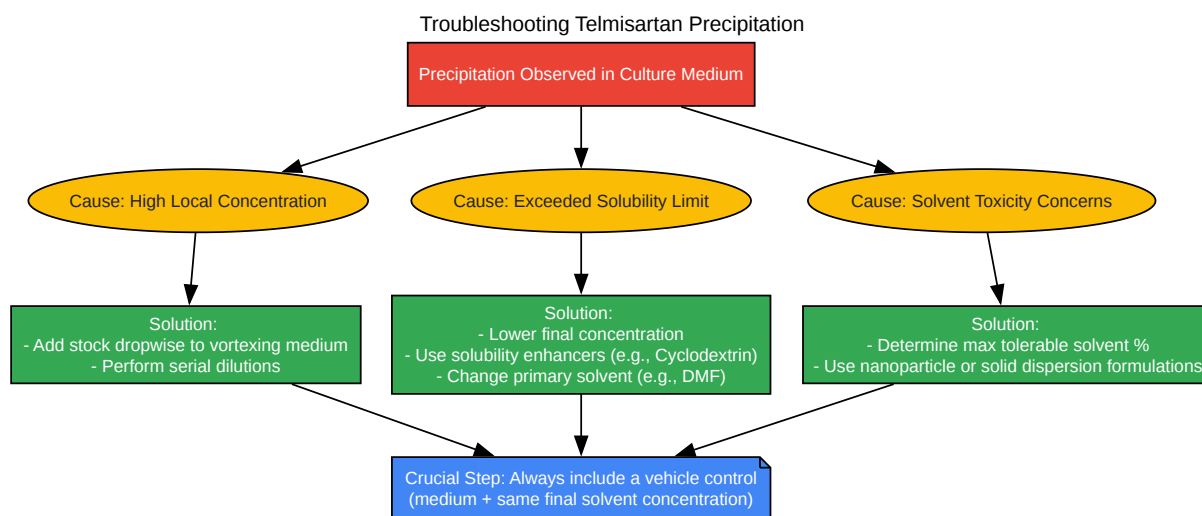 Troubleshooting Telmisartan Precipitation
Precipitation Observed in Culture Medium
Cause: High Local Concentration
Cause: Exceeded Solubility Limit
Cause: Solvent Toxicity Concerns
Solution:
- Add stock dropwise to vortexing medium
- Perform serial dilutions
Solution:
- Lower final concentration
- Use solubility enhancers (e.g., Cyclodextrin)
- Change primary solvent (e.g., DMF)
Solution:
- Determine max tolerable solvent %
- Use nanoparticle or solid dispersion formulations
Crucial Step: Always include a vehicle control
(medium + same final solvent concentration)